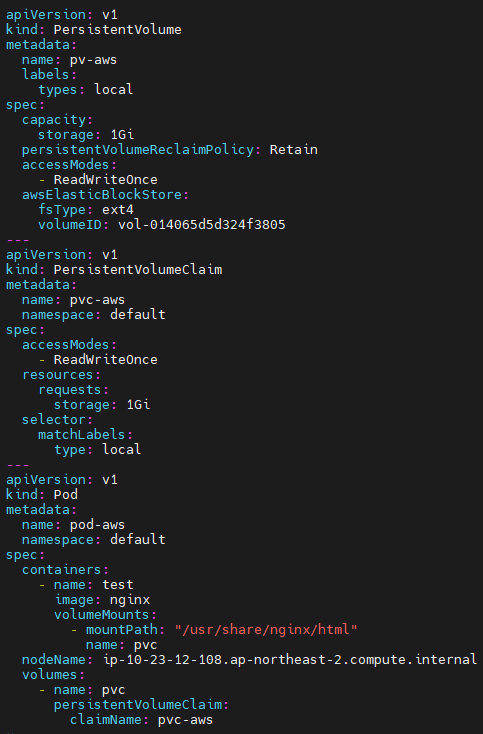 apiVersion: v1
kind: PersistentVolume
metadata:
  name: pv-aws
  labels:
    types: local
spec:
  capacity:
    storage: 1Gi
  persistentVolumeReclaimPolicy: Retain
  accessModes:
    - ReadWriteOnce
  awsElasticBlockStore:
    fsType: ext4
    volumeID: vol-014065d5d324f3805
---
apiVersion: v1
kind: PersistentVolumeClaim
metadata:
  name: pvc-aws
  namespace: default
spec:
  accessModes:
    - ReadWriteOnce
  resources:
    requests:
      storage: 1Gi
  selector:
    matchLabels:
      type: local
---
apiVersion: v1
kind: Pod
metadata:
  name: pod-aws
  namespace: default
spec:
  containers:
    - name: test
      image: nginx
      volumeMounts:
        - mountPath: "/usr/share/nginx/html"
          name: pvc
  nodeName: ip-10-23-12-108.ap-northeast-2.compute.internal
  volumes:
    - name: pvc
      persistentVolumeClaim:
        claimName: pvc-aws